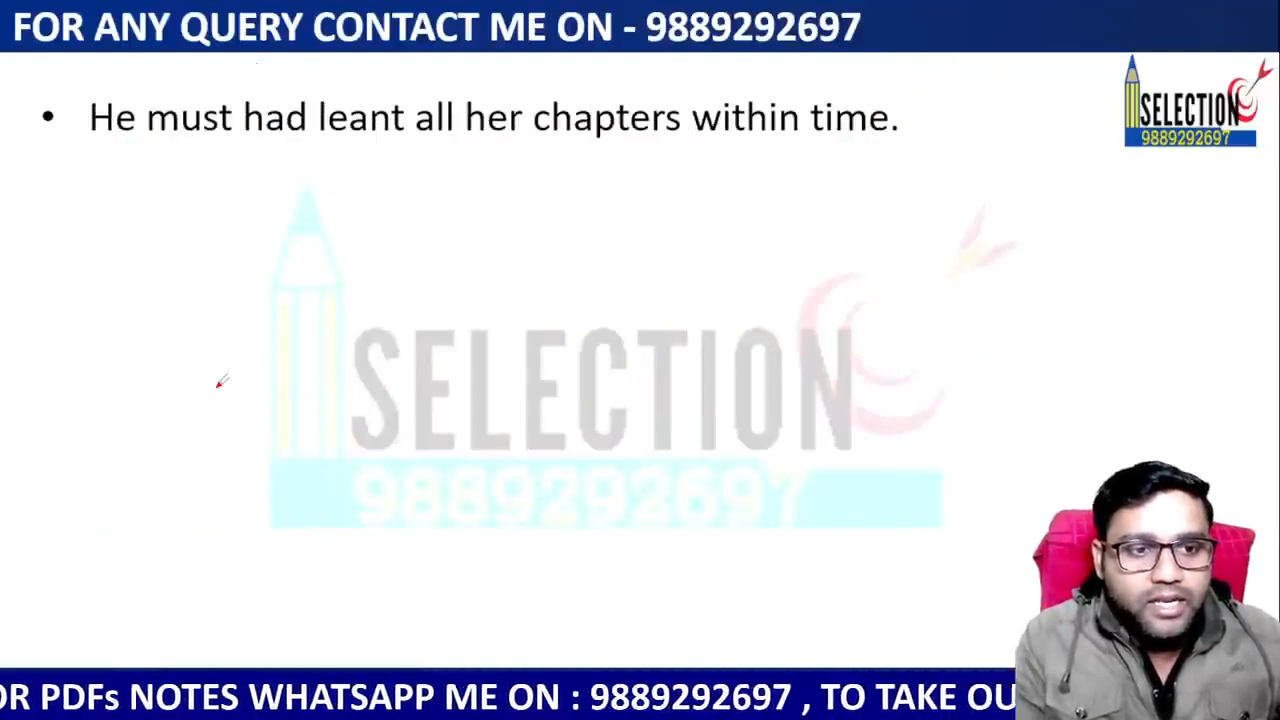 FOR ANY QUERY CONTACT ME ON - 9889292697
• He must had leant all her chapters within time.
SELECTION
9889292697
SELECTION
9889292697
OR PDFs NOTES WHATSAPP ME ON : 9889292697 , TO TAKE OU